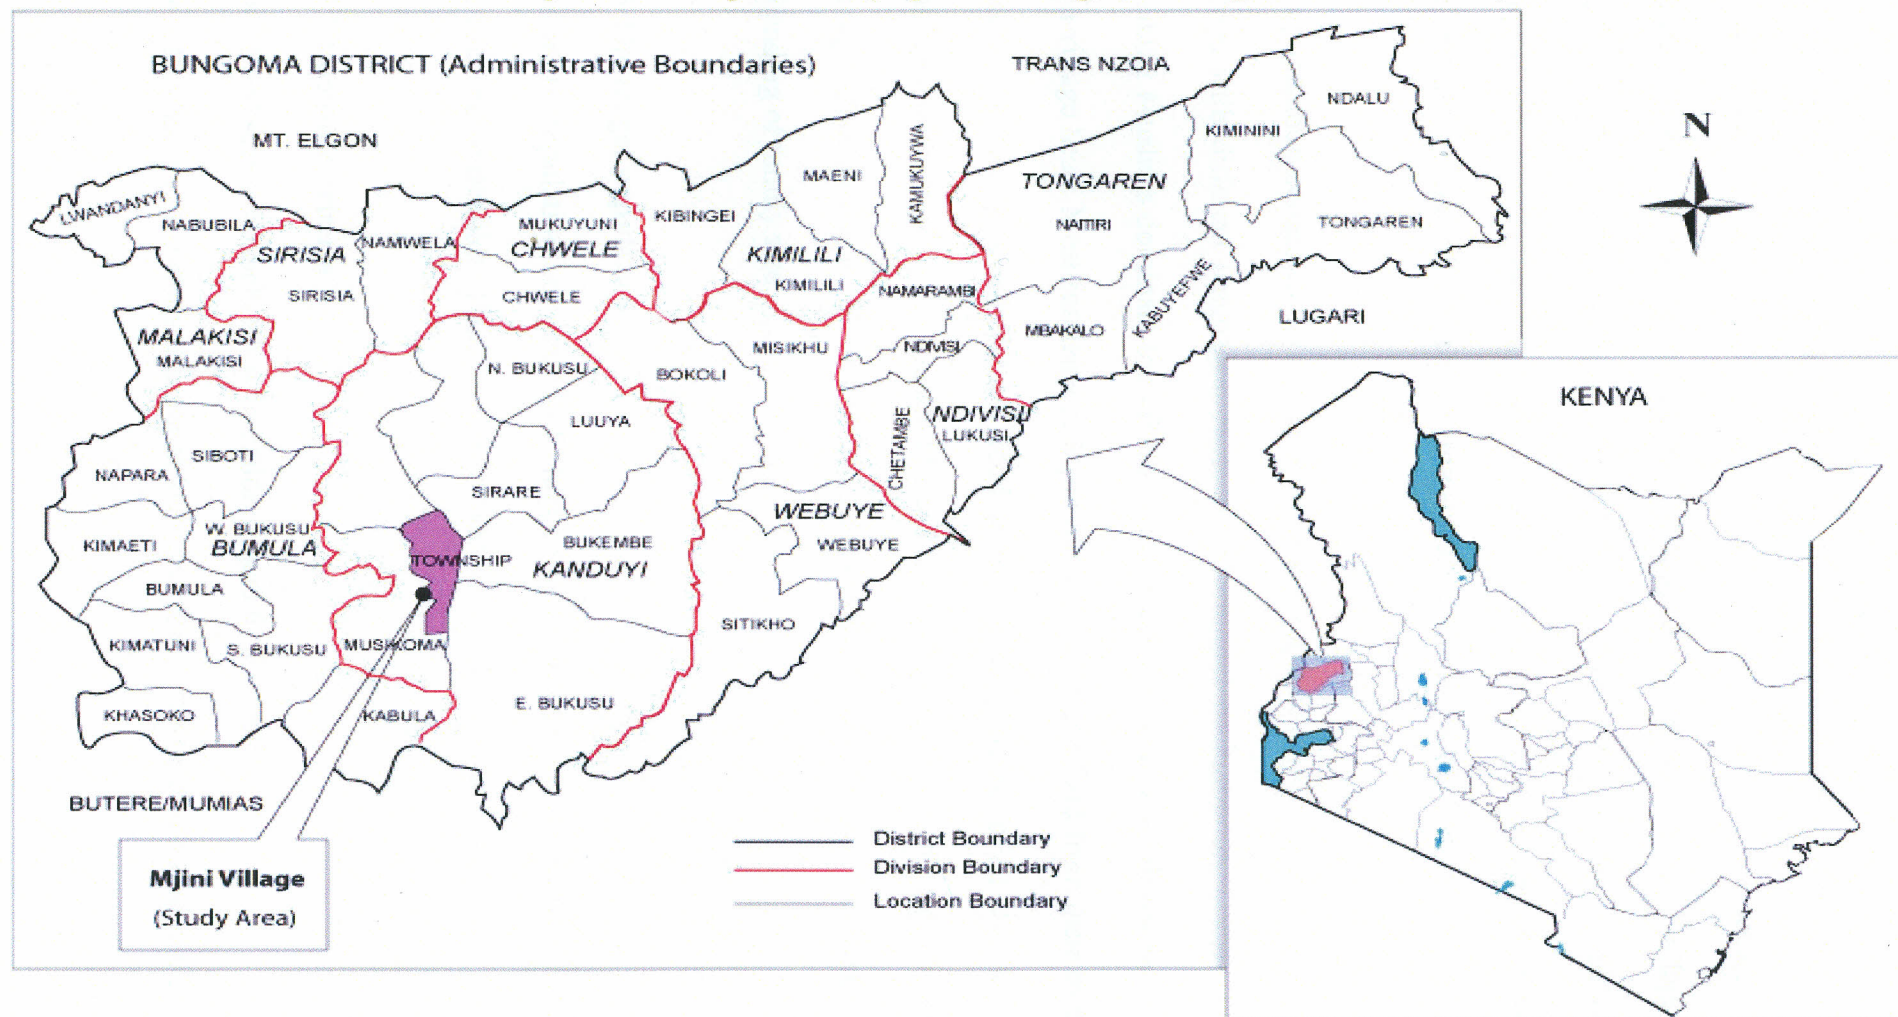 BUNGOMA DISTRICT (Administrative Boundaries)
TRANS NZOIA
MT. ELGON
NDALU
KIMININI
MAENI
KAMUKUYWA
TONGAREN
LWANDANYI
NABUBILA
KIBINGEI
NAITIRI
TONGAREN
MUKUYUNI
CHWELE
SIRISIA
NAMWELA
KIMILILI
KIMILILI
NAMARAMBI
KABUYEFWE
SIRISIA
CHWELE
LUGARI
MALAKISI
MALAKISI
MISIKHU
NDIVISI
MBAKALO
N. BUKUSU
BOKOLI
LUUYA
CHETAMBE
NDIVISI
LUKUSI
SIBOTI
NAPARA
SIRARE
WEBUYE
WEBUYE
W. BUKUSU
BUMULA
KIMAETI
TOWNSHIP
BUKEMBE
KANDUYI
BUMULA
SITIKHO
KIMATUNI
S. BUKUSU
MUSIKOMA
E. BUKUSU
KHASOKO
KABULA
BUTERE/MUMIAS
Mjini Village
(Study Area)
District Boundary
Division Boundary
Location Boundary
N
KENYA